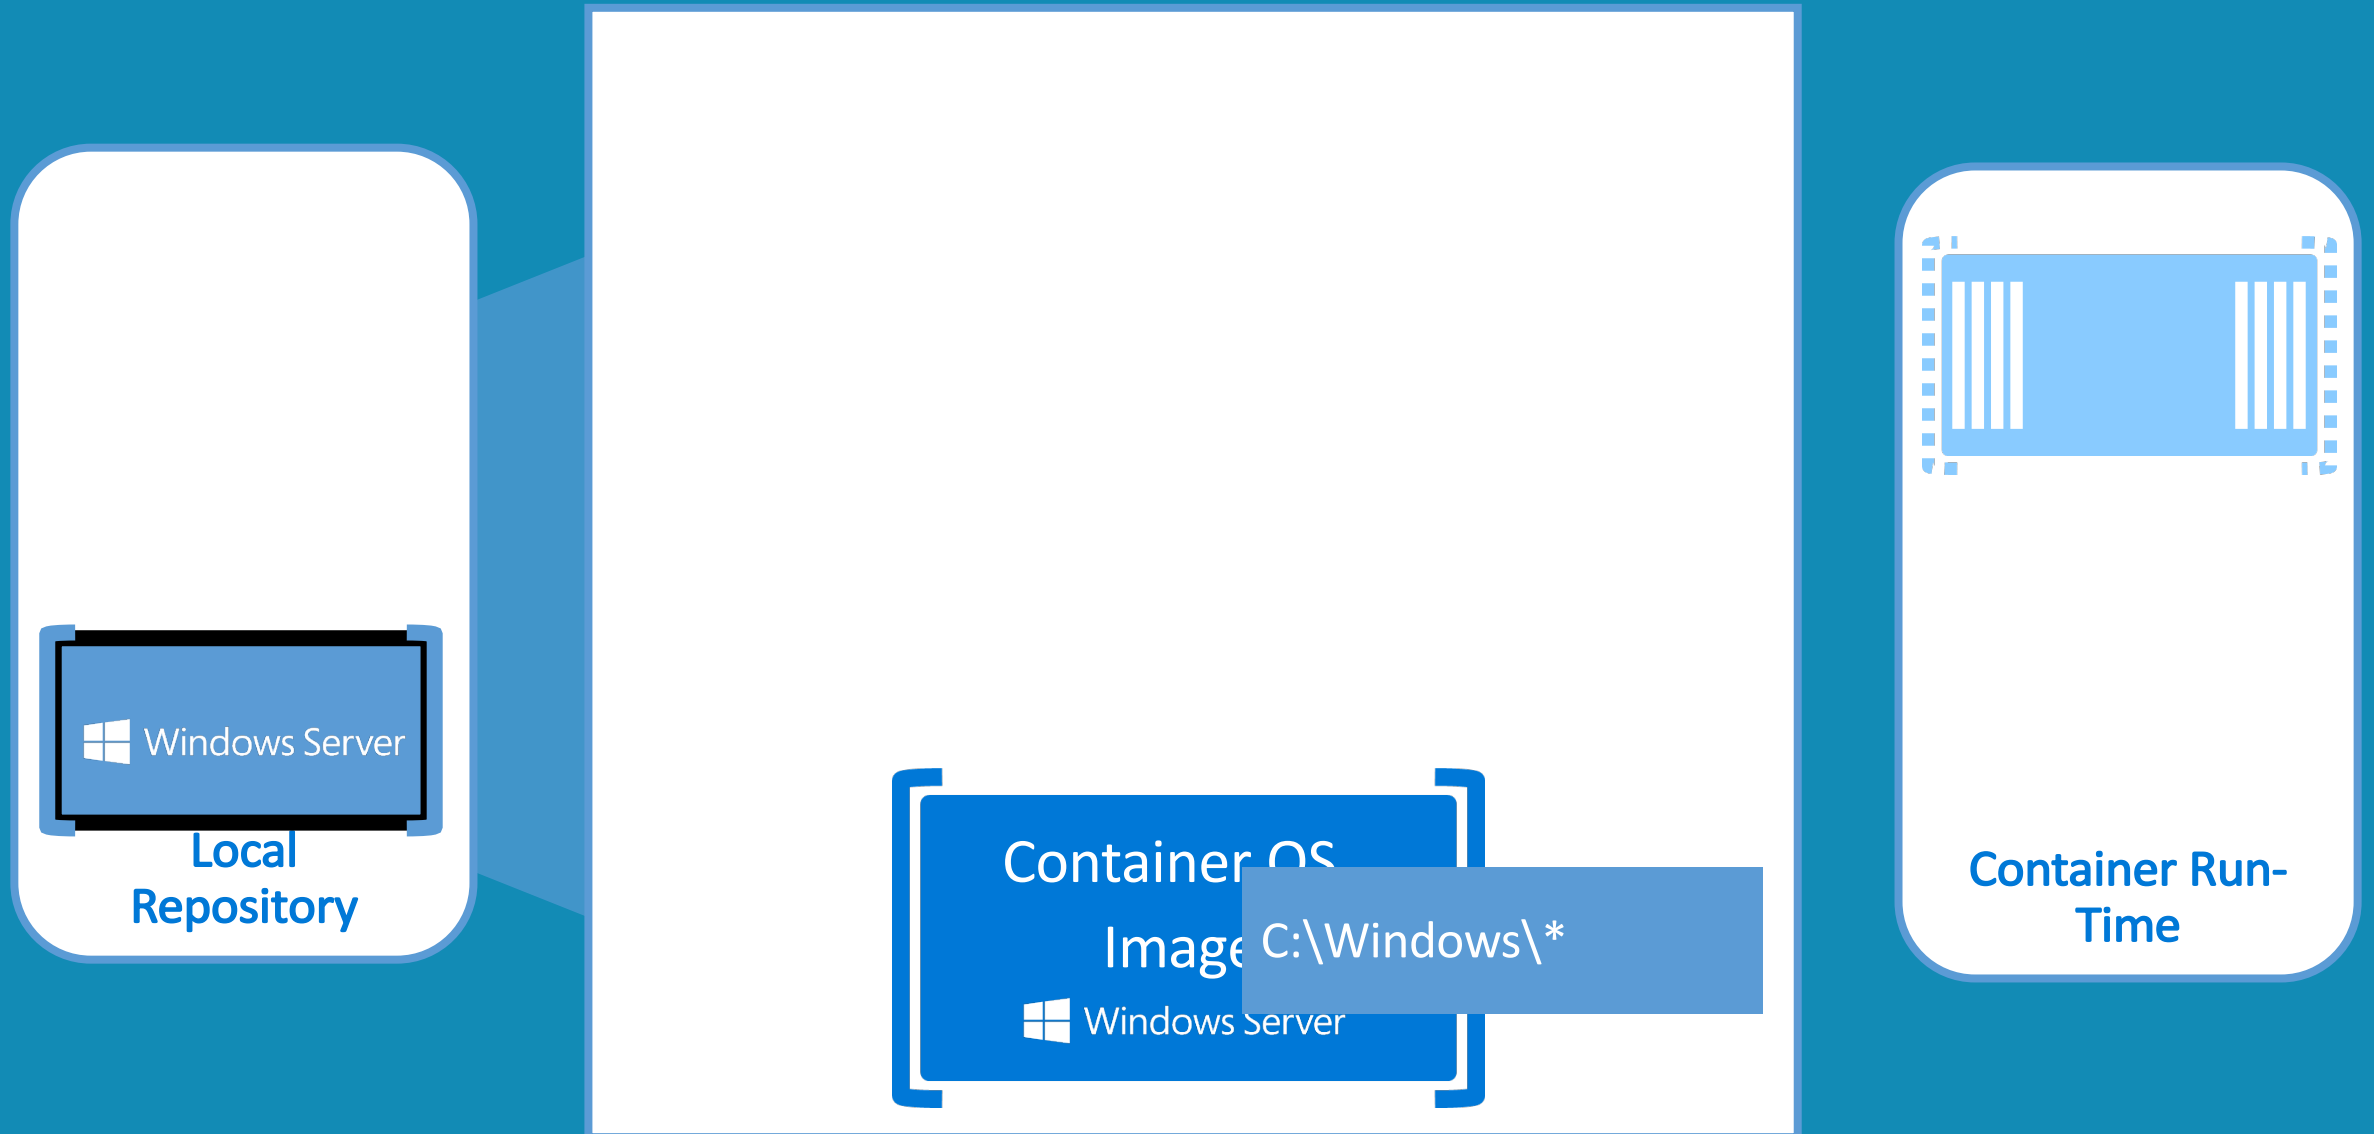 Windows Server
Local
Repository
Container OS
Image
C:\Windows\*
Windows Server
Container Run-
Time